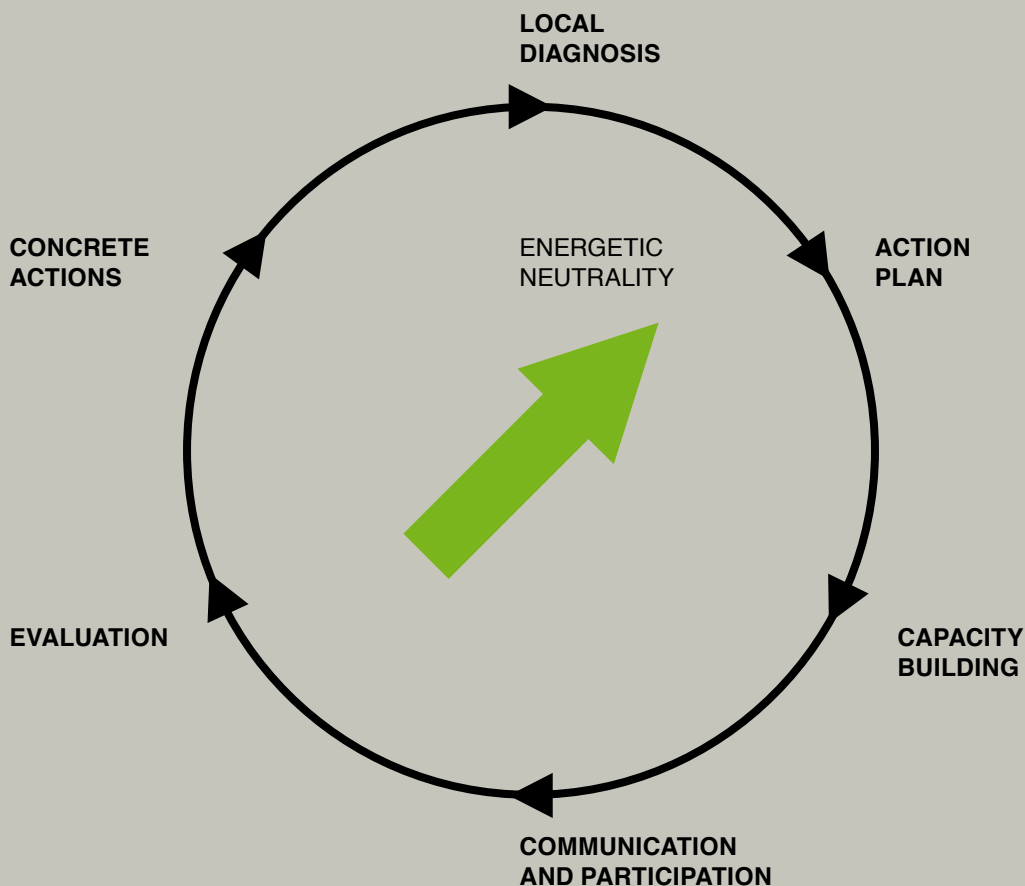 LOCAL
DIAGNOSIS
CONCRETE
ACTIONS
ENERGETIC
NEUTRALITY
ACTION
PLAN
EVALUATION
CAPACITY
BUILDING
COMMUNICATION
AND PARTICIPATION